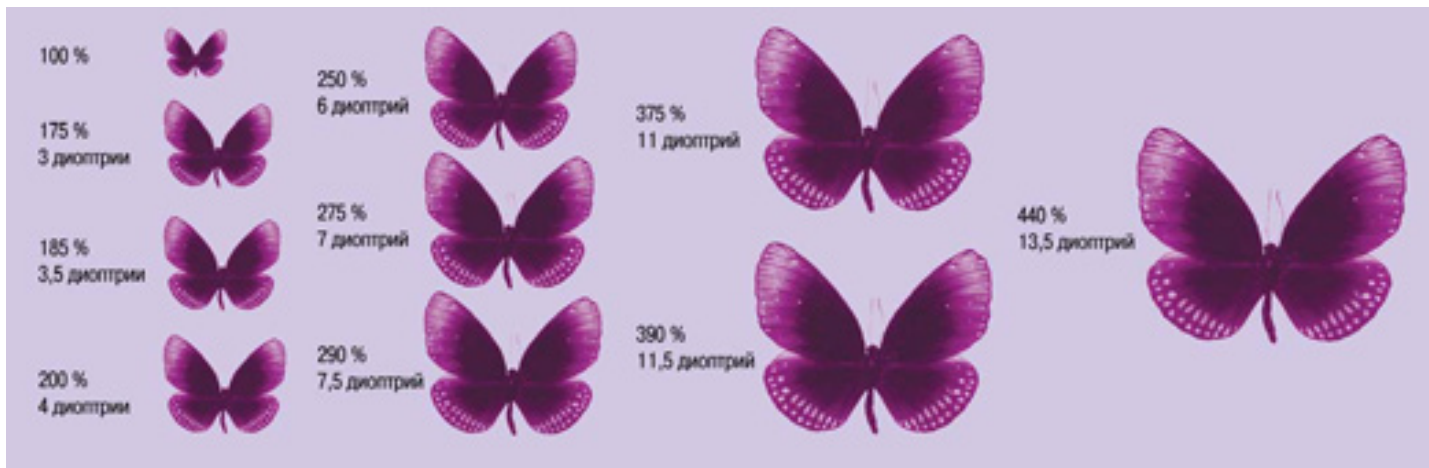 100 %
175 %
3 диоптрии
185 %
3,5 диоптрии
200 %
4 диоптрии
250 %
6 диоптрий
275 %
7 диоптрий
290 %
7,5 диоптрий
375 %
11 диоптрий
390 %
11,5 диоптрий
440 %
13,5 диоптрий